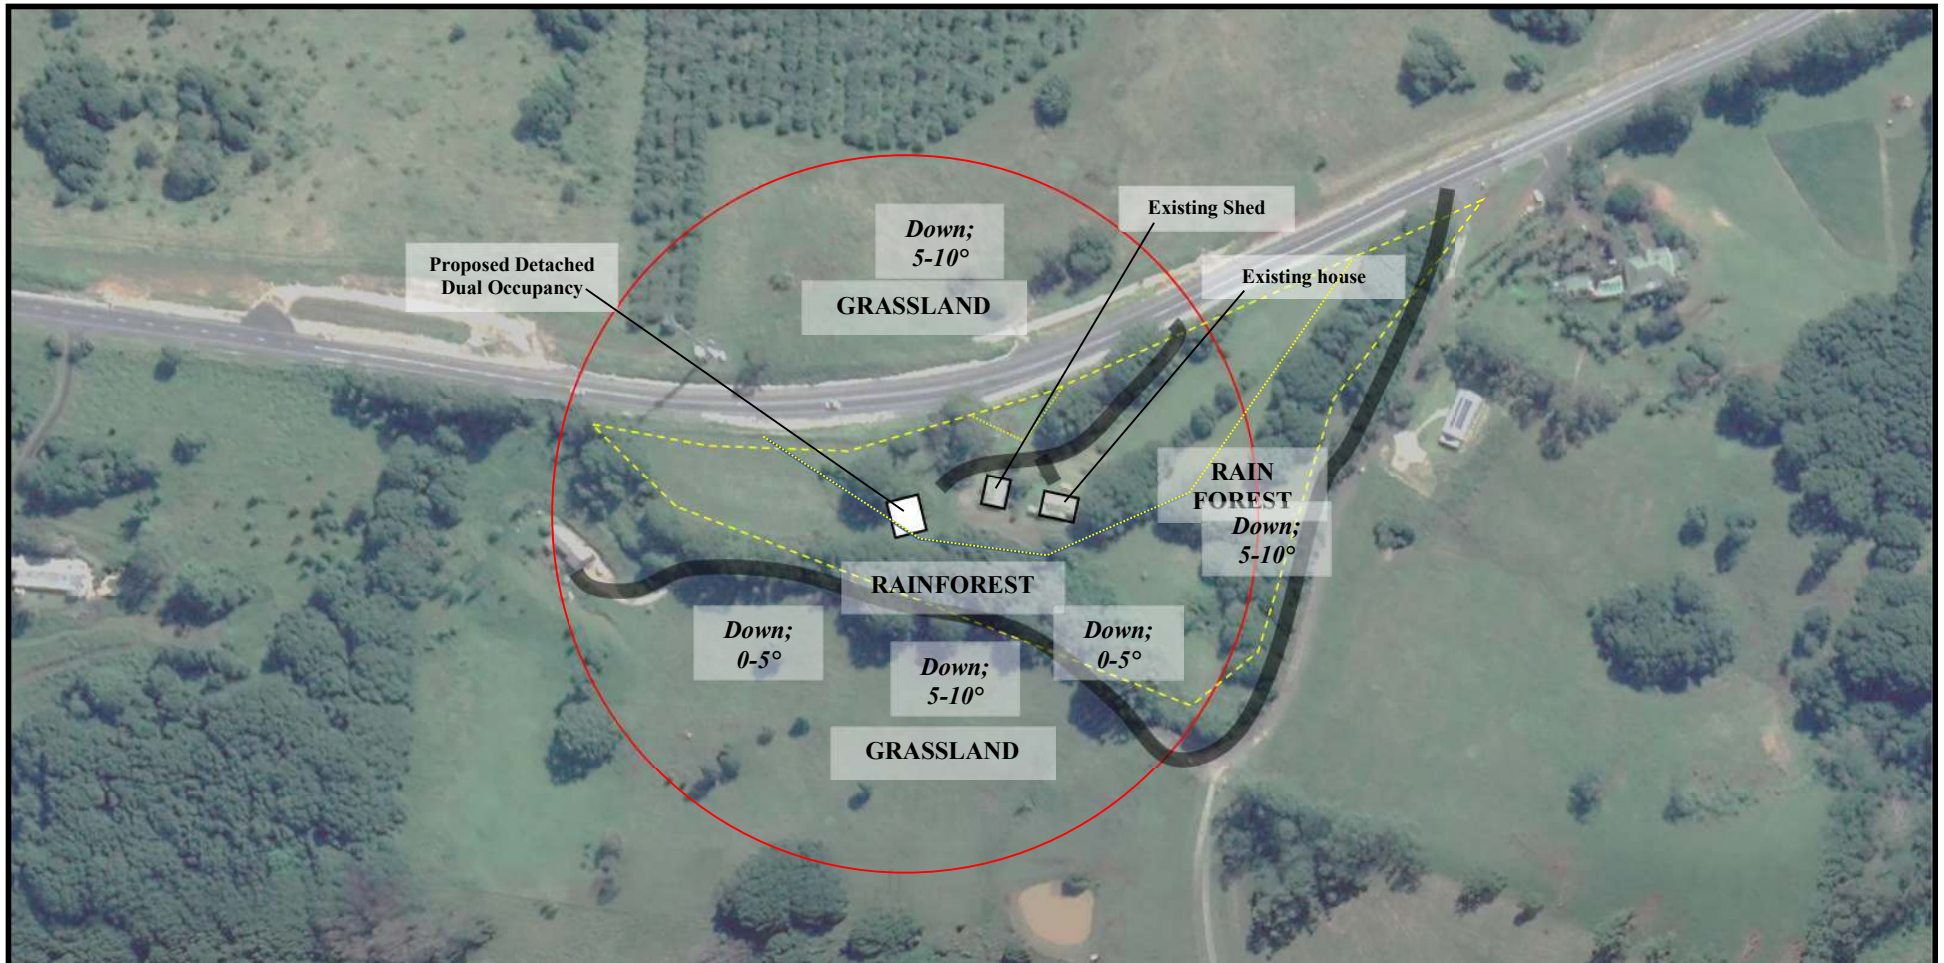 Existing Shed
Down;
5-10°
Proposed Detached
Dual Occupancy
Existing house
GRASSLAND
RAIN
FOREST
Down;
5-10°
RAINFOREST
Down;
0-5°
Down;
5-10°
Down;
0-5°
GRASSLAND